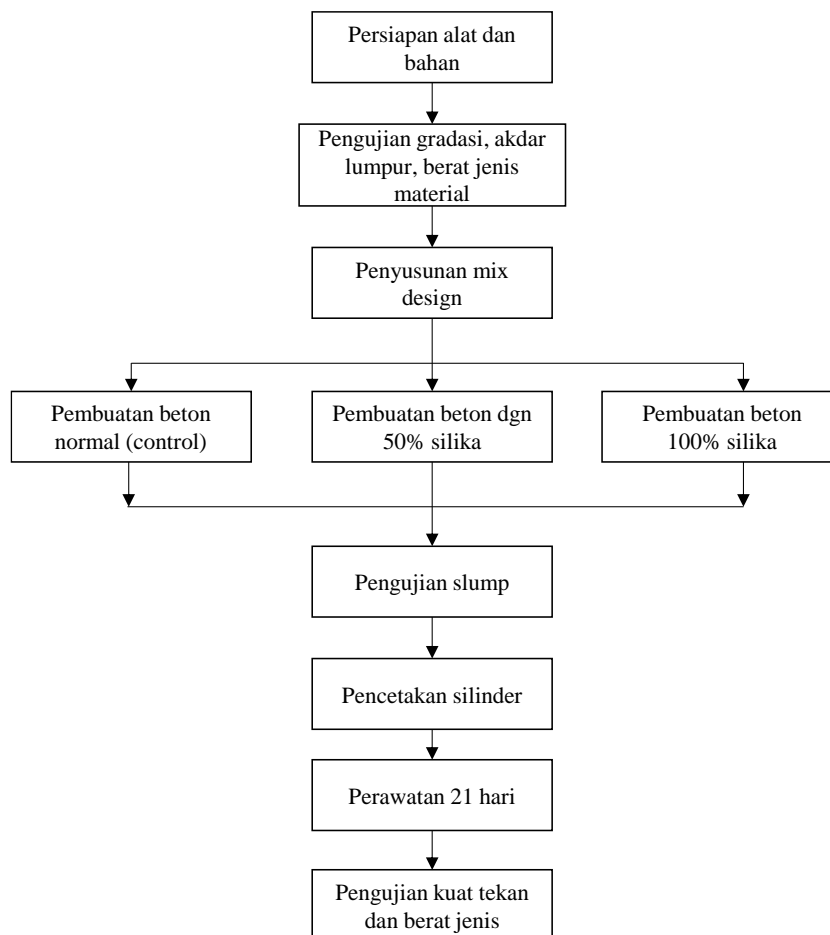 Persiapan alat dan
bahan
Pengujian gradasi, akdar
lumpur, berat jenis
material
Penyusunan mix
design
Pembuatan beton
normal (control)
Pembuatan beton dgn
50% silika
Pembuatan beton
100% silika
Pengujian slump
Pencetakan silinder
Perawatan 21 hari
Pengujian kuat tekan
dan berat jenis